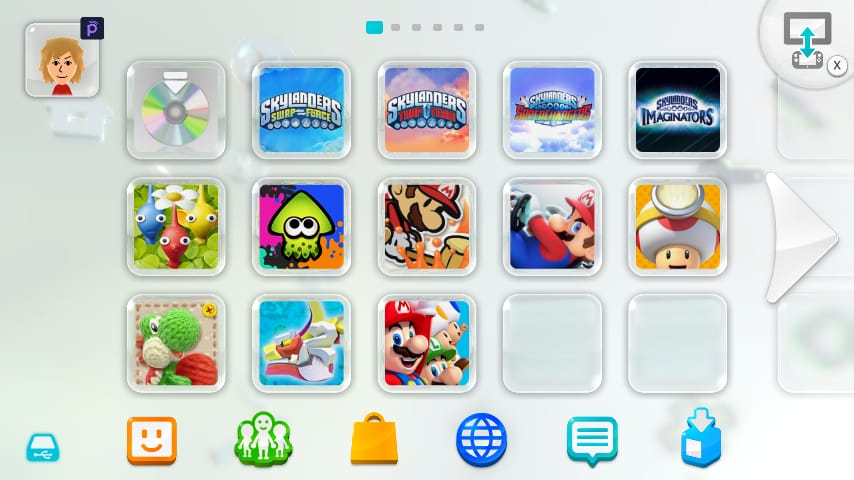 p
X
SKYLANDERS
SWAP FORCE
SKYLANDERS
TRAP TEAM
SKYLANDERS
SUPERCHARGERS
SKYLANDERS
IMAGINATORS
M